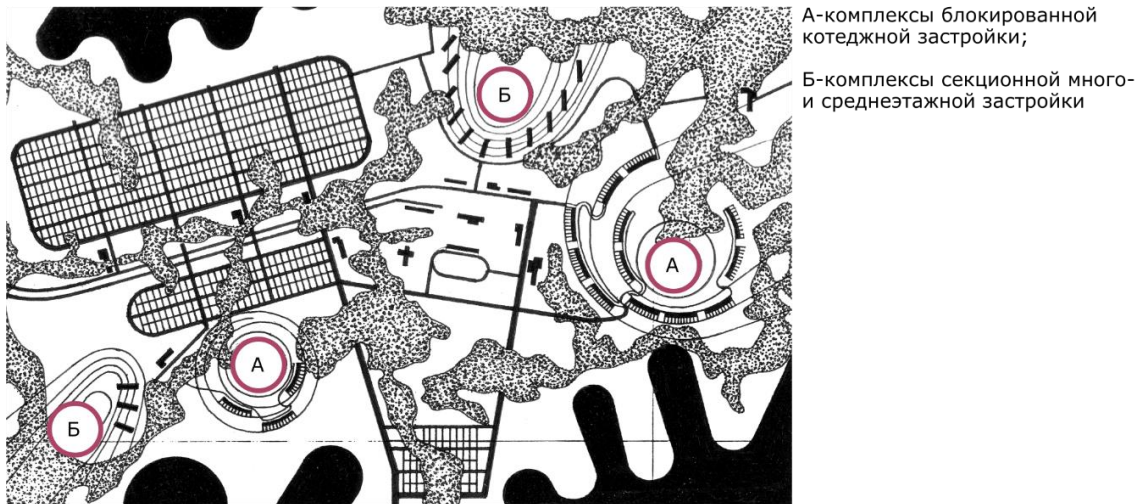 А-комплексы блокированной
котеджной застройки;
Б-комплексы секционной много-
и среднеэтажной застройки
Б
А
А
Б